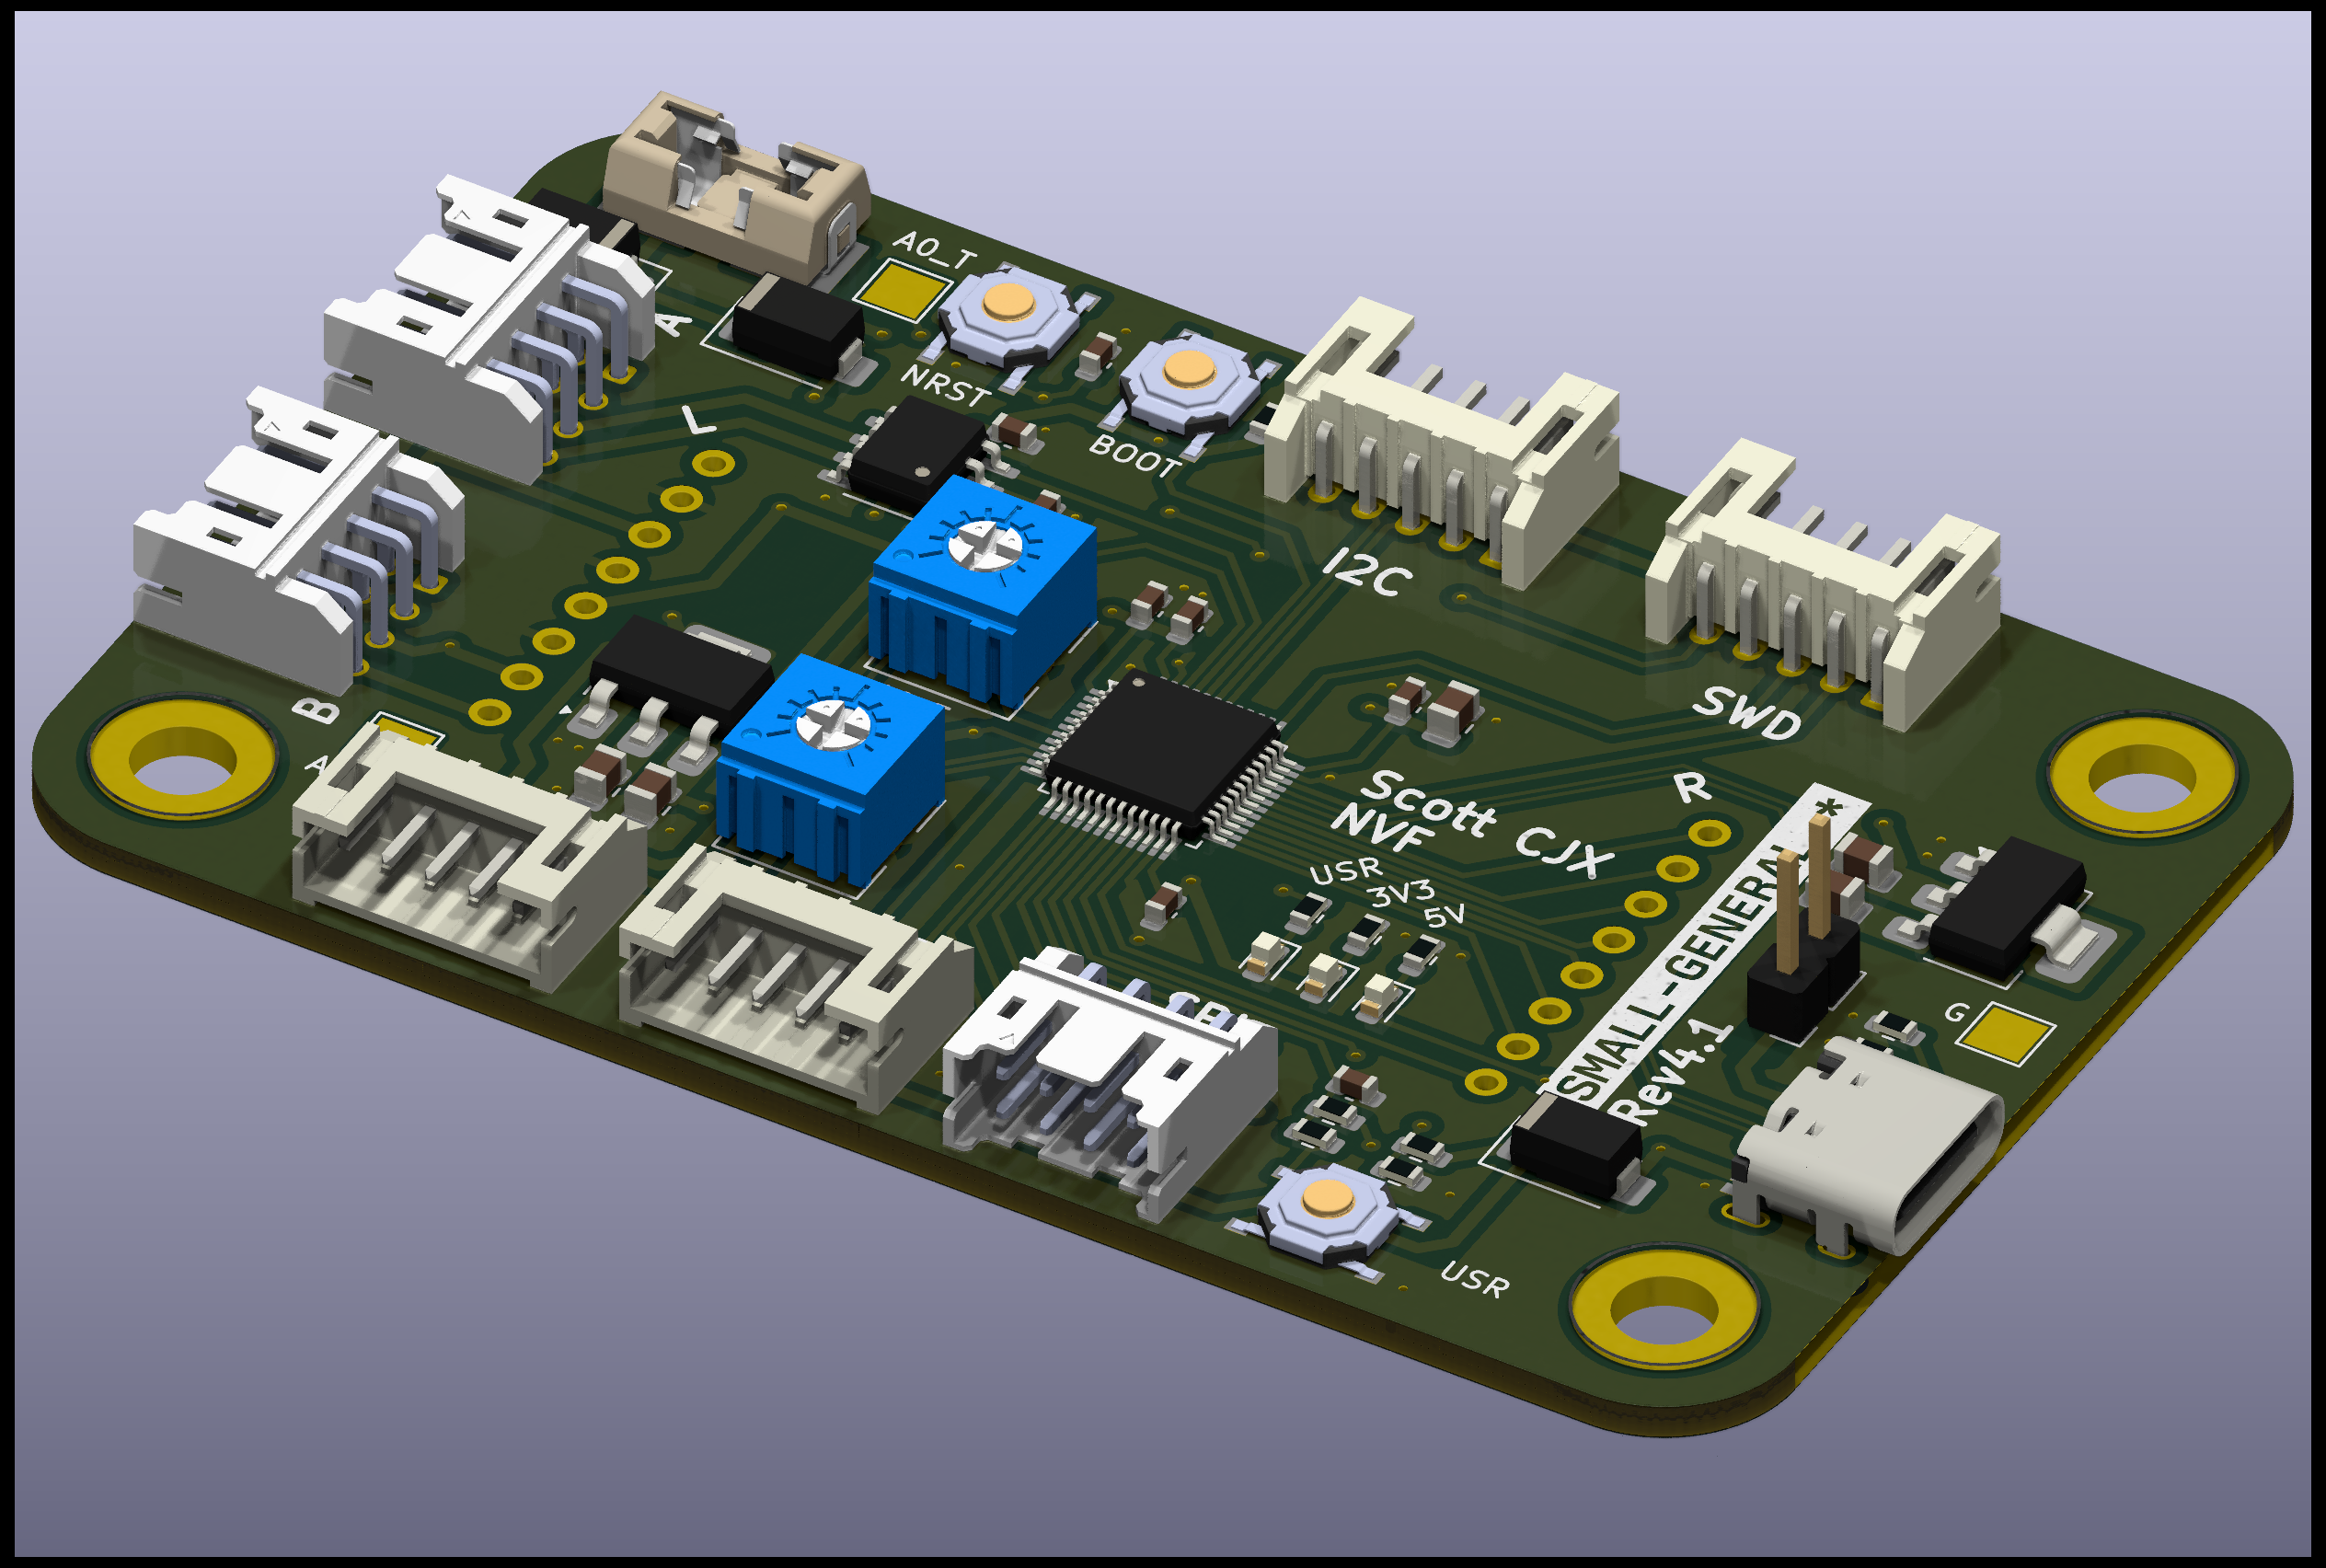 A0_T
A
NRST
L
BOOT
I2C
B
SWD
A
R
Scott CJX
NVF
USR
3V3
5V
*
SMALL-GENERAL
Rev4.1
G
USR